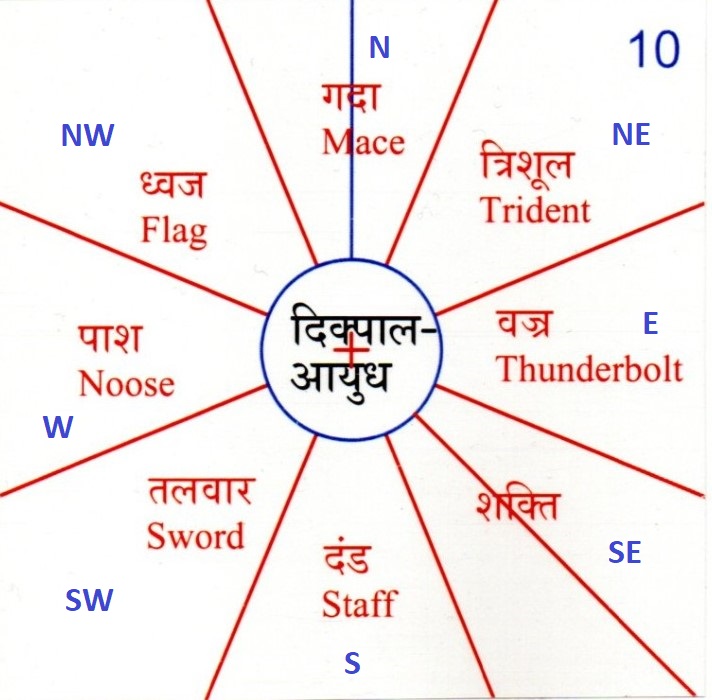 10
N
गदा
Mace
NE
त्रिशूल
Trident
NW
ध्वज
Flag
दिक्पाल-
आयुध
वज्र
E
Thunderbolt
पाश
Noose
W
शक्ति
SE
तलवार
Sword
SW
दंड
Staff
S